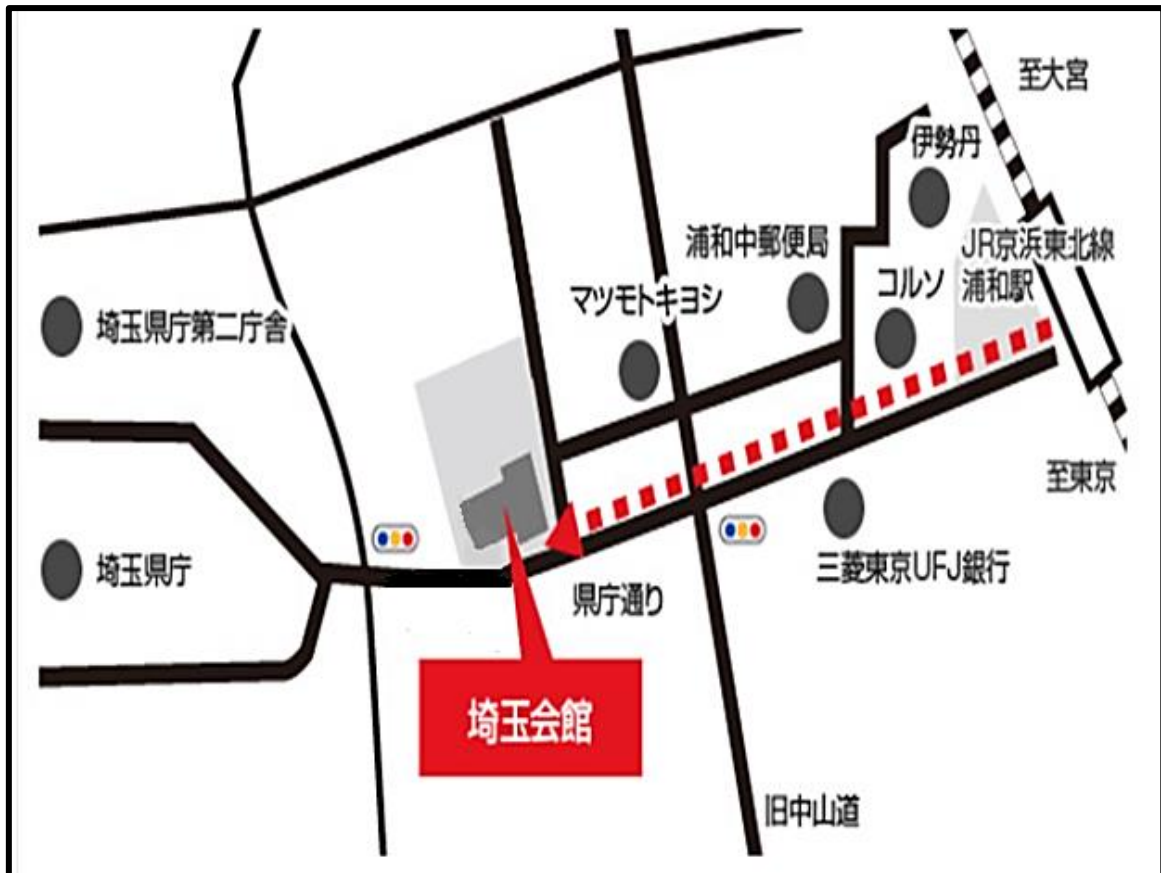 至大宮
伊勢丹
浦和中郵便局
JR京浜東北線
浦和駅
コルソ
マツモトキヨシ
埼玉県庁第二庁舎
至東京
埼玉県庁
三菱東京UFJ銀行
県庁通り
埼玉会館
旧中山道